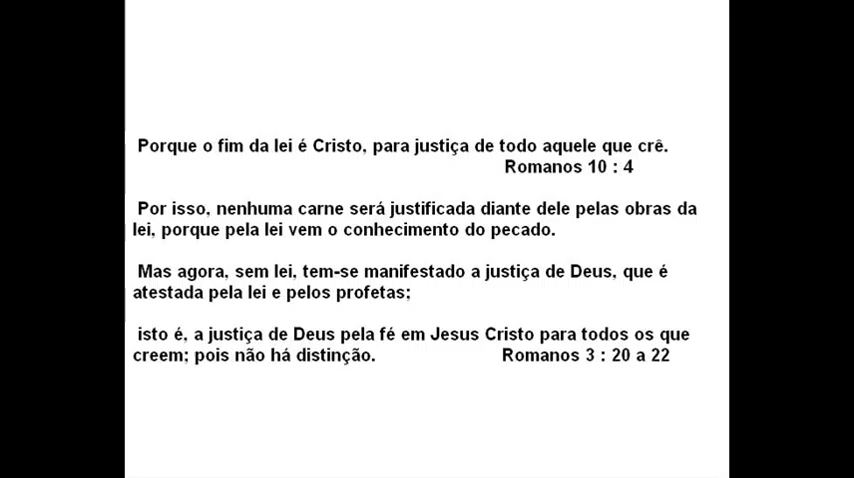 Porque o fim da lei é Cristo, para justiça de todo aquele que crê.
Romanos 10 : 4
Por isso, nenhuma carne será justificada diante dele pelas obras da
lei, porque pela lei vem o conhecimento do pecado.
Mas agora, sem lei, tem-se manifestado a justiça de Deus, que é
atestada pela lei e pelos profetas;
isto é, a justiça de Deus pela fé em Jesus Cristo para todos os que
creem; pois não há distinção. Romanos 3 : 20 a 22